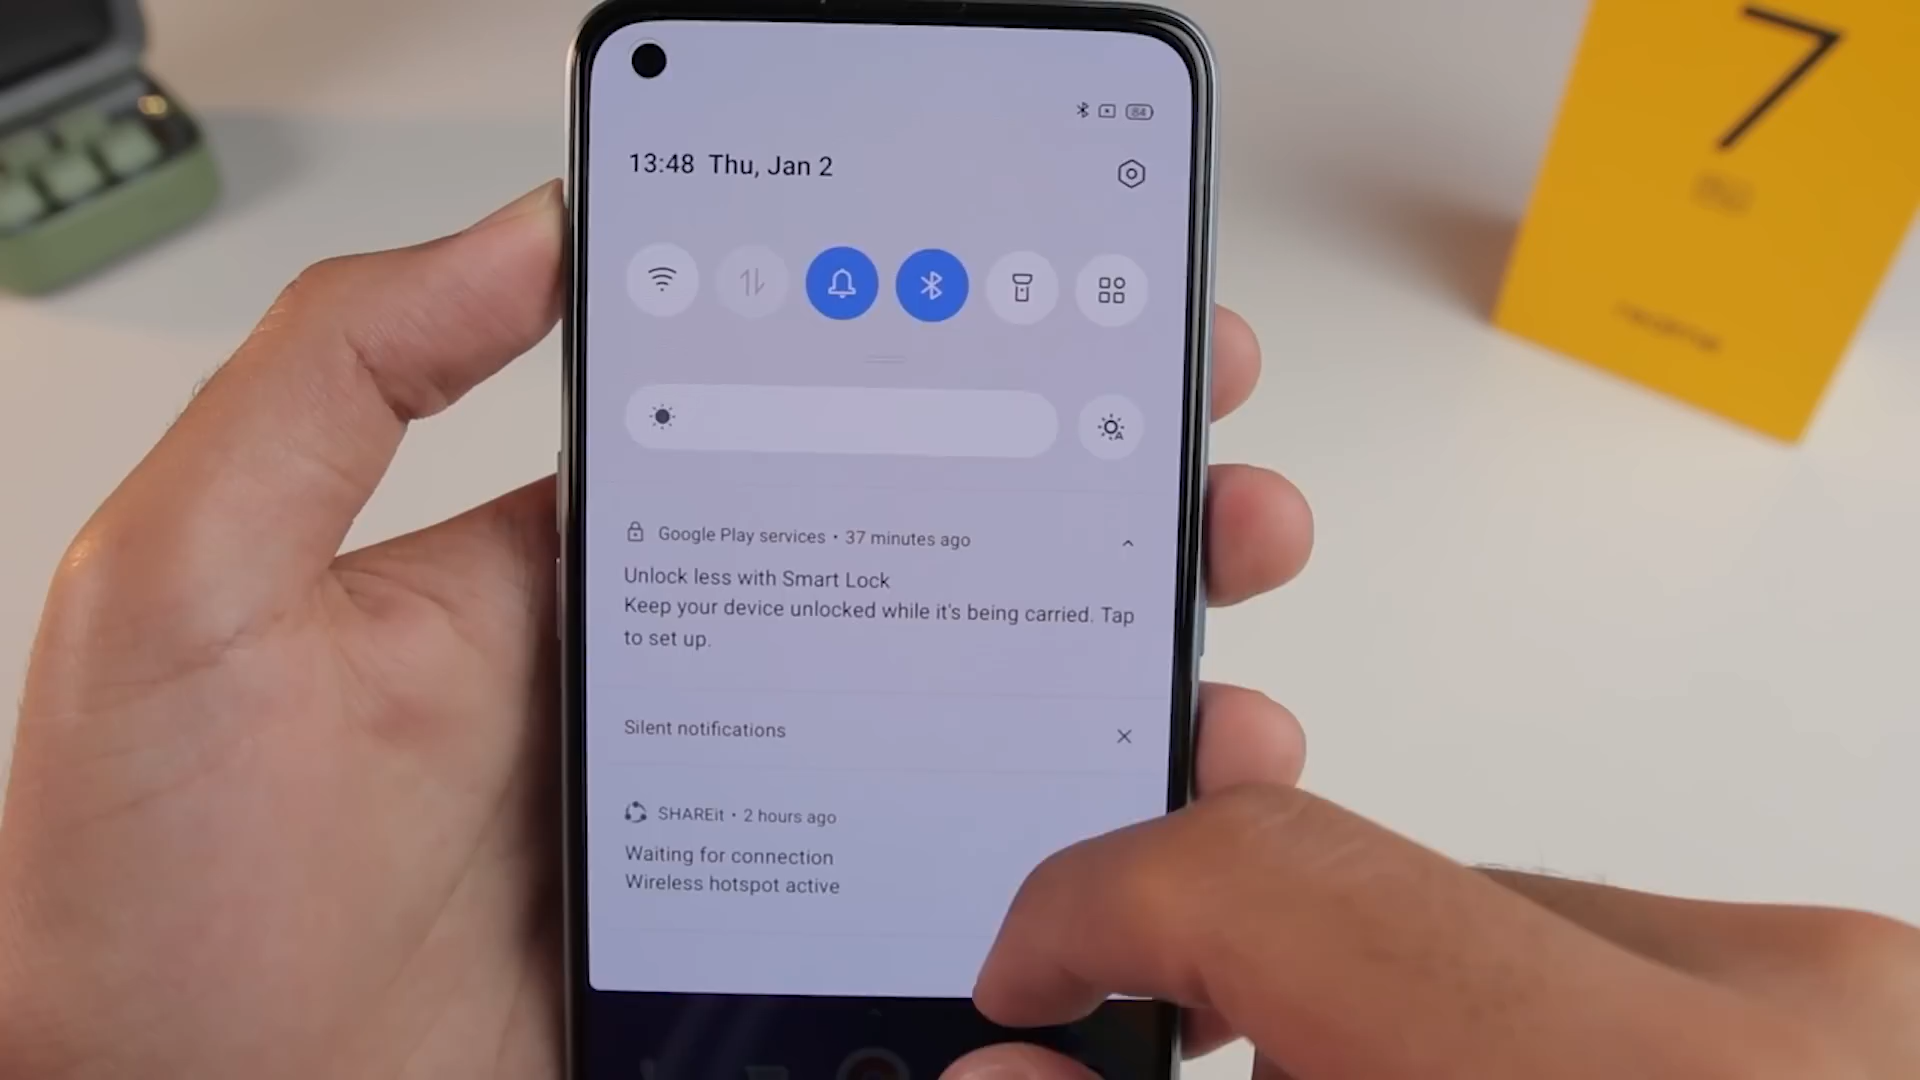 7
84
13:48 Thu, Jan 2
Google Play services • 37 minutes ago
Unlock less with Smart Lock
Keep your device unlocked while it's being carried. Tap
to set up.
Silent notifications
SHAREit • 2 hours ago
Waiting for connection
Wireless hotspot active